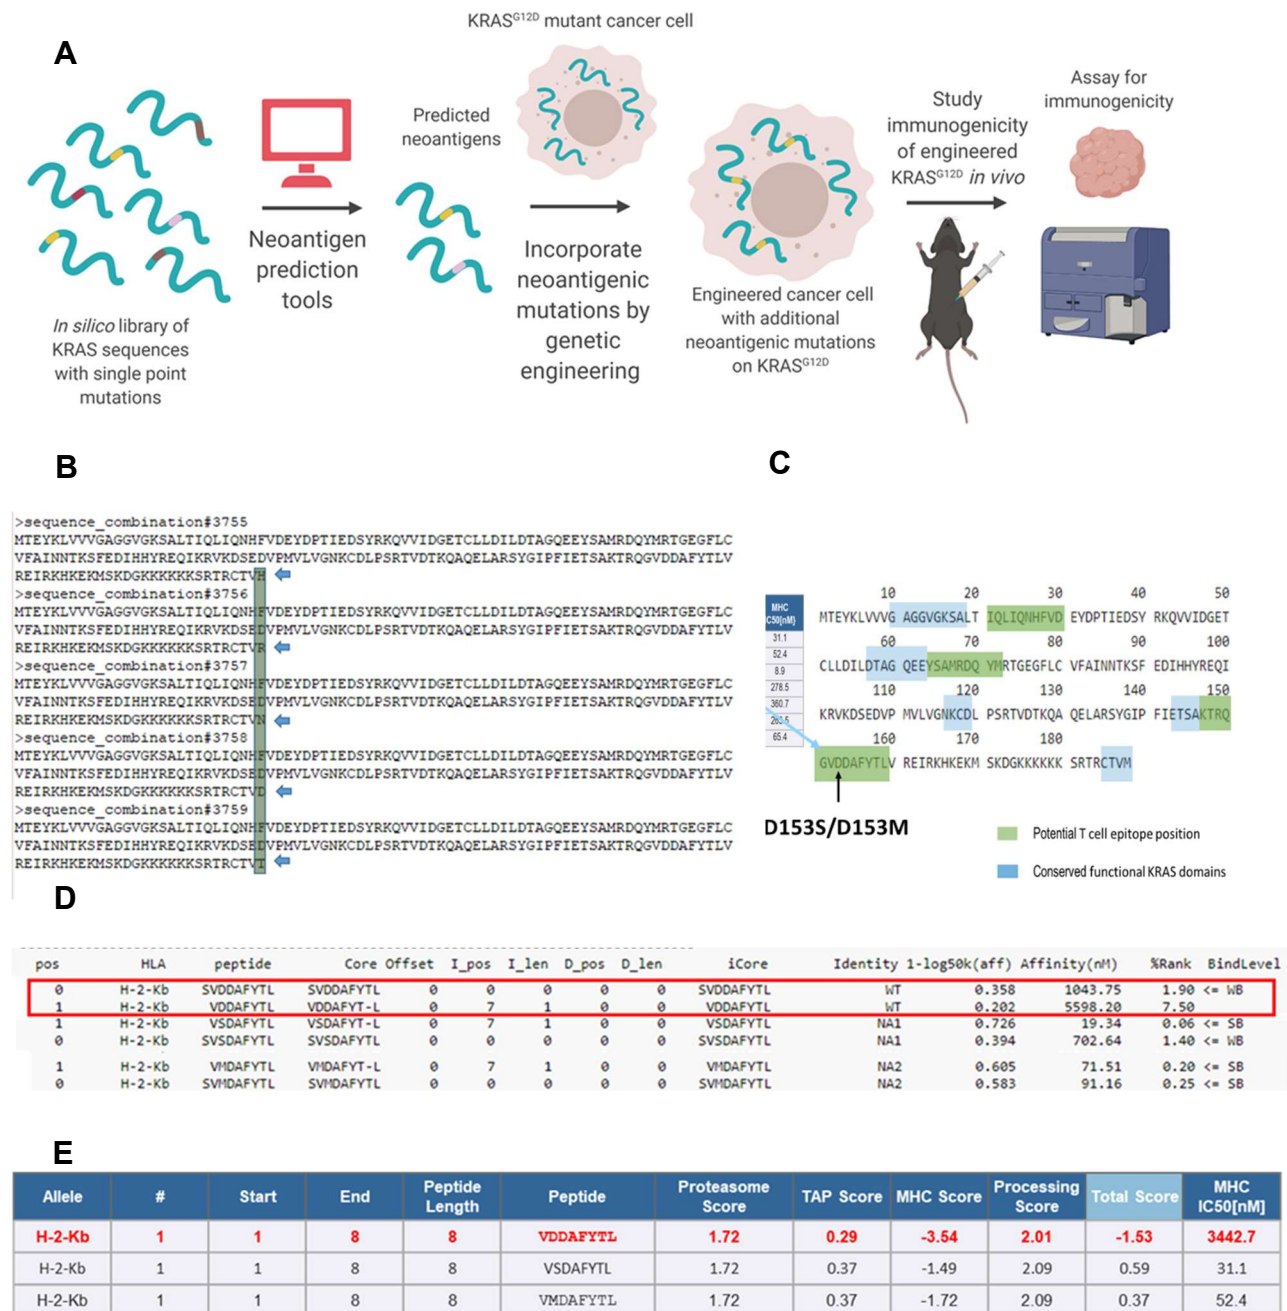 A
KRASG12D mutant cancer cell
Predicted
neoantigens
Study
immunogenicity
of engineered
KRASG12D in vivo
Assay for
immunogenicity
Neoantigen
prediction
tools
Incorporate
neoantigenic
mutations by
genetic
engineering
In silico library of
KRAS sequences
with single point
mutations
Engineered cancer cell
with additional
neoantigenic mutations
on KRASG12D
B
>sequence_combination#3755
MTEYKLVVVGAGGVGKSALTIQLIQNHFVDEYDPTIEDSYRKQVVIDGETCLLDILDTAGQEEYSAMRDQYMRTGEGFLC
VFAINNTKSFEDIHHYREQIKRVKDSEDVPMVLVGNKCDLPSRTVDTKQAQELARSYGIPFIETSAKTRQGVDDAFYTLV
REIRKHKEKMSKDGKKKKKKSRTRCTVH
>sequence_combination#3756
MTEYKLVVVGAGGVGKSALTIQLIQNHFVDEYDPTIEDSYRKQVVIDGETCLLDILDTAGQEEYSAMRDQYMRTGEGFLC
VFAINNTKSFEDIHHYREQIKRVKDSEDVPMVLVGNKCDLPSRTVDTKQAQELARSYGIPFIETSAKTRQGVDDAFYTLV
REIRKHKEKMSKDGKKKKKKSRTRCTVR
>sequence_combination#3757
MTEYKLVVVGAGGVGKSALTIQLIQNHFVDEYDPTIEDSYRKQVVIDGETCLLDILDTAGQEEYSAMRDQYMRTGEGFLC
VFAINNTKSFEDIHHYREQIKRVKDSEDVPMVLVGNKCDLPSRTVDTKQAQELARSYGIPFIETSAKTRQGVDDAFYTLV
REIRKHKEKMSKDGKKKKKKSRTRCTVN
>sequence_combination#3758
MTEYKLVVVGAGGVGKSALTIQLIQNHFVDEYDPTIEDSYRKQVVIDGETCLLDILDTAGQEEYSAMRDQYMRTGEGFLC
VFAINNTKSFEDIHHYREQIKRVKDSEDVPMVLVGNKCDLPSRTVDTKQAQELARSYGIPFIETSAKTRQGVDDAFYTLV
REIRKHKEKMSKDGKKKKKKSRTRCTVD
>sequence_combination#3759
MTEYKLVVVGAGGVGKSALTIQLIQNHFVDEYDPTIEDSYRKQVVIDGETCLLDILDTAGQEEYSAMRDQYMRTGEGFLC
VFAINNTKSFEDIHHYREQIKRVKDSEDVPMVLVGNKCDLPSRTVDTKQAQELARSYGIPFIETSAKTRQGVDDAFYTLV
REIRKHKEKMSKDGKKKKKKSRTRCTVT
C
MHC
C50[nM]
31.1
52.4
8.9
278.5
360.7
65.4
10 20 30 40 50
MTEYKLVVVG AGGVGKSALT IQLIQNHFVD EYDPTIEDSY RKQVVIDGET
60 70 80 90 100
CLLDILDTAG QEEYSAMRDQ YMRTGEGFLC VFAINNTKSF EDIHHYREQI
110 120 130 140 150
KRVKDSEDVP MVLVGNKCDL PSRTVDTKQA QELARSYGIP FIETSAKTRQ
160 170 180
GVDDAFYTLV REIRKHKEKM SKDGKKKKKK SRTRCTVM
D153S/D153M
Potential T cell epitope position
Conserved functional KRAS domains
D
pos HLA peptide Core Offset I_pos I_len D_pos D_len iCore Identity 1-log50k(aff) Affinity(nM) %Rank BindLevel
0 H-2-Kb SVDDAFYTL SVDDAFYTL 0 0 0 0 0 SVDDAFYTL WT 0.358 1043.75 1.90 <= WB
1 H-2-Kb VDDAFYTL VDDAFYT-L 0 7 1 0 0 VDDAFYTL WT 0.202 5598.20 7.50
1 H-2-Kb VSDAFYTL VSDAFYT-L 0 7 1 0 0 VSDAFYTL NA1 0.726 19.34 0.06 <= SB
0 H-2-Kb SVSDAFYTL SVSDAFYTL 0 0 0 0 0 SVSDAFYTL NA1 0.394 702.64 1.40 <= WB
1 H-2-Kb VMDAFYTL VMDAFYT-L 0 7 1 0 0 VMDAFYTL NA2 0.605 71.51 0.20 <= SB
0 H-2-Kb SVMDAFYTL SVMDAFYTL 0 0 0 0 0 SVMDAFYTL NA2 0.583 91.16 0.25 <= SB
E
Allele # Start End Peptide Length Peptide Proteasome Score TAP Score MHC Score Processing Score Total Score MHC IC50[nM]
H-2-Kb 1 1 8 8 VDDAFYTL 1.72 0.29 -3.54 2.01 -1.53 3442.7
H-2-Kb 1 1 8 8 VSDAFYTL 1.72 0.37 -1.49 2.09 0.59 31.1
H-2-Kb 1 1 8 8 VMDAFYTL 1.72 0.37 -1.72 2.09 0.37 52.4